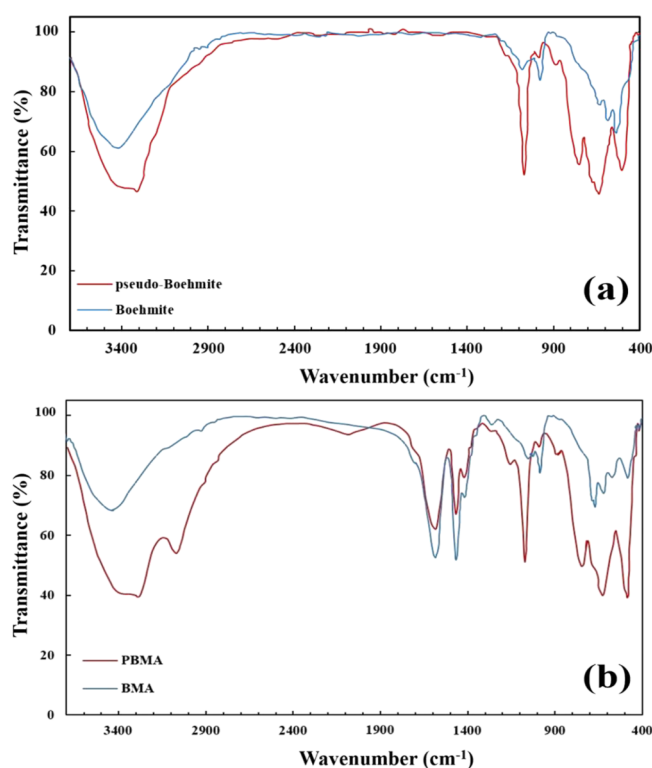 100
80
60
40
20
0
Transmittance (%)
pseudo-Boehmite
Boehmite
(a)
3400 2900 2400 1900 1400 900 400
Wavenumber (cm-1)
100
80
60
40
20
0
Transmittance (%)
PBMA
BMA
(b)
3400 2900 2400 1900 1400 900 400
Wavenumber (cm-1)